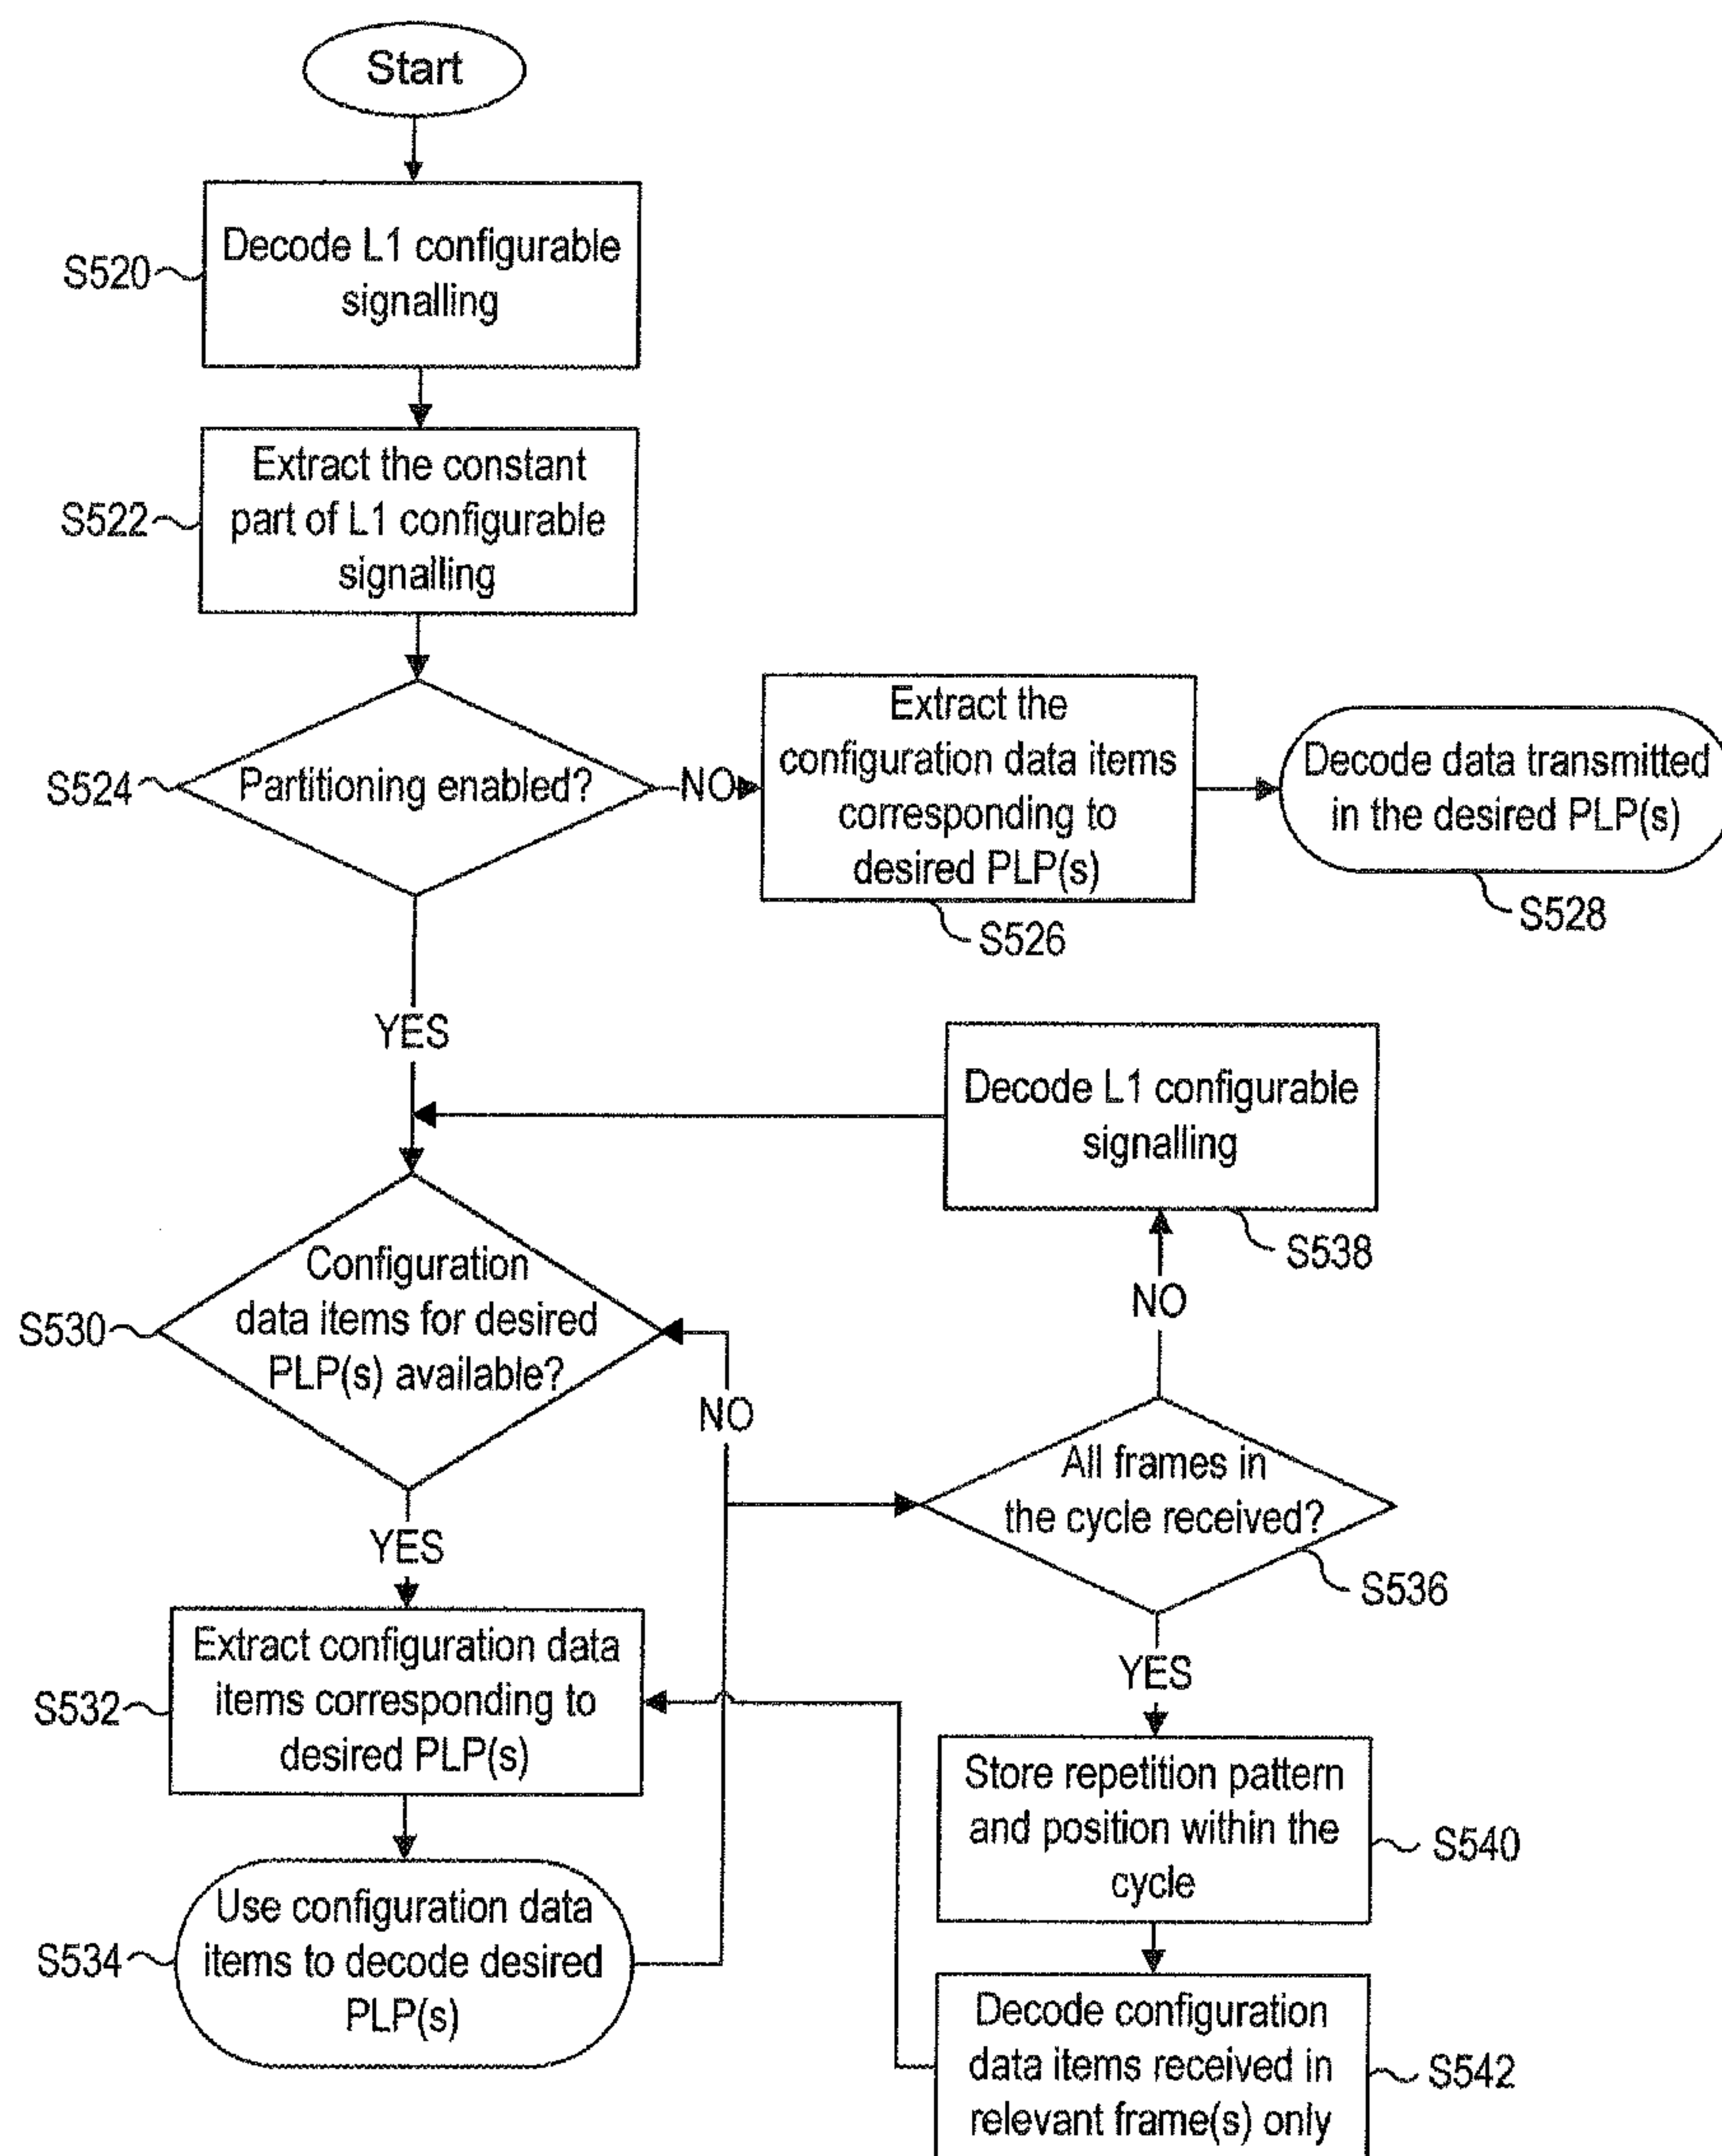 Start
S520
Decode L1 configurable
signalling
S522
Extract the constant
part of L1 configurable
signalling
S524
Partitioning enabled?
NO
Extract the
configuration data items
corresponding to
desired PLP(s)
S526
Decode data transmitted
in the desired PLP(s)
S528
YES
Decode L1 configurable
signalling
S538
NO
S530
Configuration
data items for desired
PLP(s) available?
NO
All frames in
the cycle received?
S536
YES
YES
S532
Extract configuration data
items corresponding to
desired PLP(s)
Store repetition pattern
and position within the
cycle
S540
S534
Use configuration data
items to decode desired
PLP(s)
Decode configuration
data items received in
relevant frame(s) only
S542